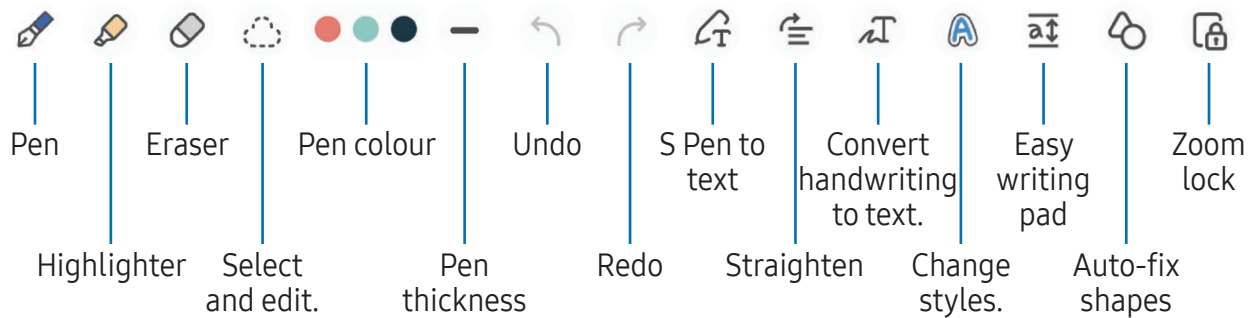 Pen
Eraser
Pen colour
Undo
S Pen to
text
Convert
handwriting
to text.
Easy
writing
pad
Zoom
lock
Highlighter
Select
and edit.
Pen
thickness
Redo
Straighten
Change
styles.
Auto-fix
shapes